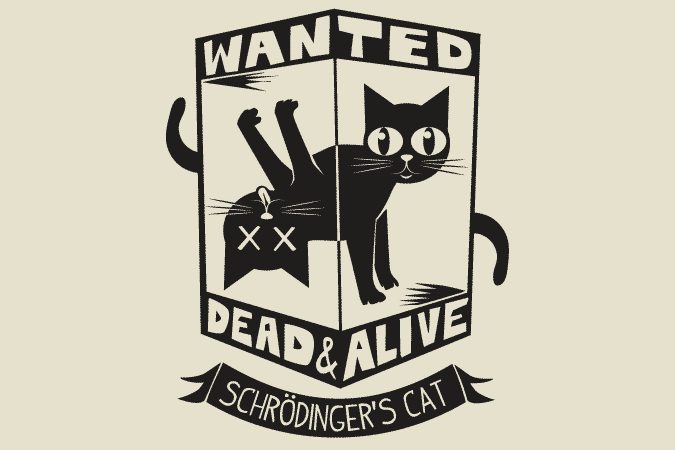 WANTED
DEAD & ALIVE
SCHRÖDINGER'S CAT